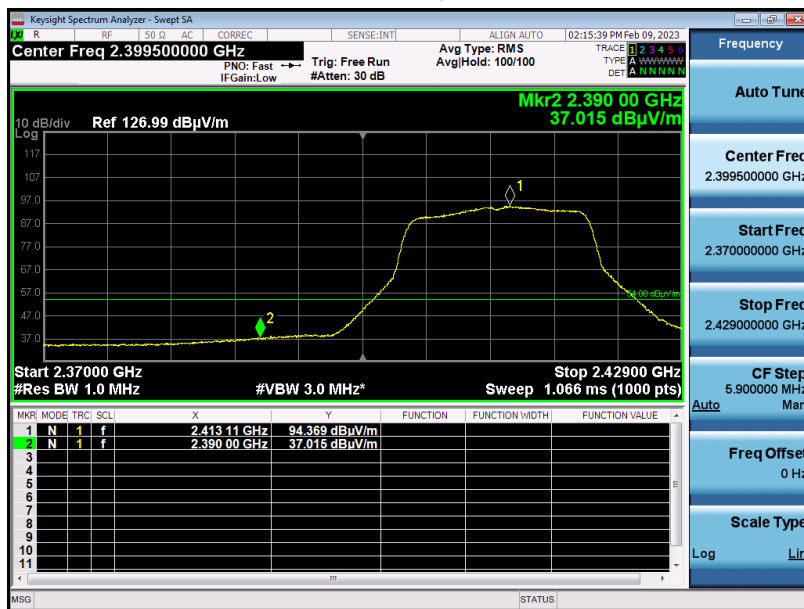 Keysight Spectrum Analyzer - Swept SA
LXI R RF 50 Ω AC CORREC SENSE:INT ALIGN AUTO 02:15:39 PM Feb 09, 2023
Center Freq 2.399500000 GHz
PNO: Fast
IFGain:Low
Trig: Free Run
#Atten: 30 dB
Avg Type: RMS
Avg|Hold: 100/100
TRACE 1 2 3 4 5 6
TYPE A WWWWW
DET A N N N N N
Mkr2 2.390 00 GHz
37.015 dBµV/m
10 dB/div Ref 126.99 dBµV/m
Log
117
107
97.0
87.0
77.0
67.0
57.0
47.0
37.0
1
2
54.00 dBµV/m
Start 2.37000 GHz Stop 2.42900 GHz
#Res BW 1.0 MHz #VBW 3.0 MHz* Sweep 1.066 ms (1000 pts)
MKR MODE TRC SCL X Y FUNCTION FUNCTION WIDTH FUNCTION VALUE
1 N 1 f 2.413 11 GHz 94.369 dBµV/m
2 N 1 f 2.390 00 GHz 37.015 dBµV/m
3
4
5
6
7
8
9
10
11
MSG STATUS
Frequency
Auto Tune
Center Freq
2.399500000 GHz
Start Freq
2.370000000 GHz
Stop Freq
2.429000000 GHz
CF Step
5.900000 MHz
Auto Man
Freq Offset
0 Hz
Scale Type
Log Lin